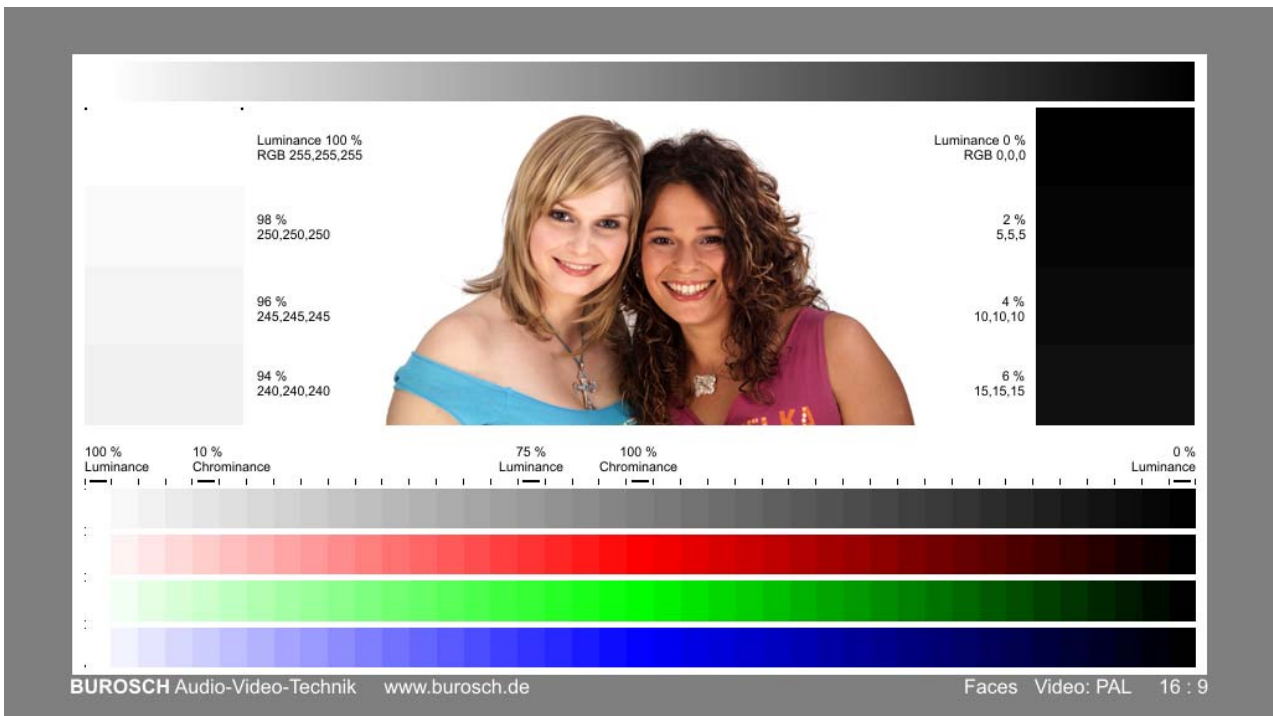 Luminance 100 %
RGB 255,255,255
Luminance 0 %
RGB 0,0,0
98 %
250,250,250
2 %
5,5,5
96 %
245,245,245
4 %
10,10,10
94 %
240,240,240
6 %
15,15,15
100 %
Luminance
10 %
Chrominance
75 %
Luminance
100 %
Chrominance
0 %
Luminance
BUROSCH Audio-Video-Technik www.burosch.de
Faces Video: PAL 16 : 9